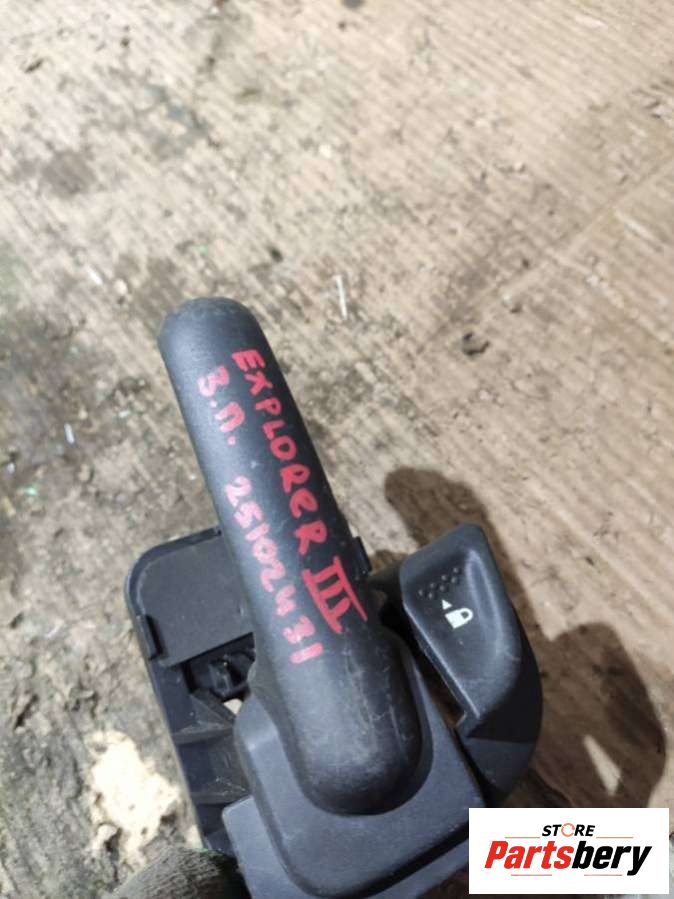 EXPLORER III
З.П. 25102431
STORE
Partsbery